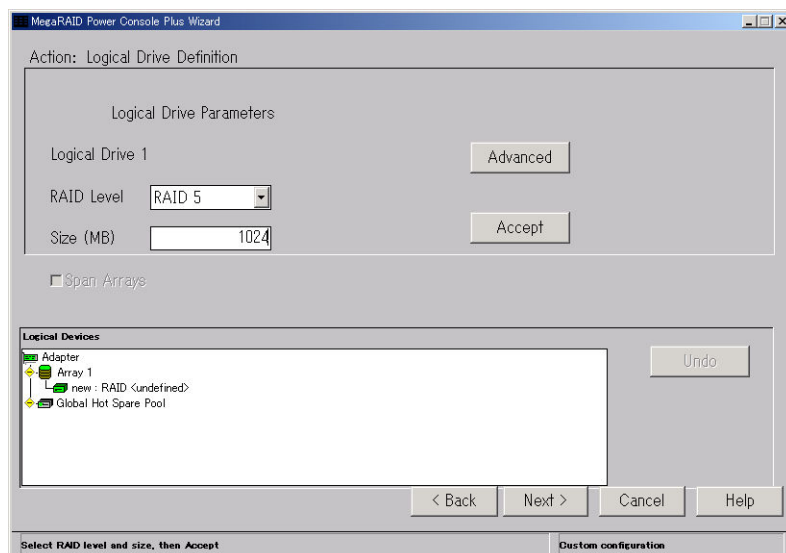 MegaRAID Power Console Plus Wizard
Action: Logical Drive Definition
Logical Drive Parameters
Logical Drive 1
Advanced
RAID Level RAID 5
Size (MB) 1024
Accept
Span Arrays
Logical Devices
Adapter
Array 1
new : RAID <undefined>
Global Hot Spare Pool
Undo
< Back Next > Cancel Help
Select RAID level and size, then Accept Custom configuration